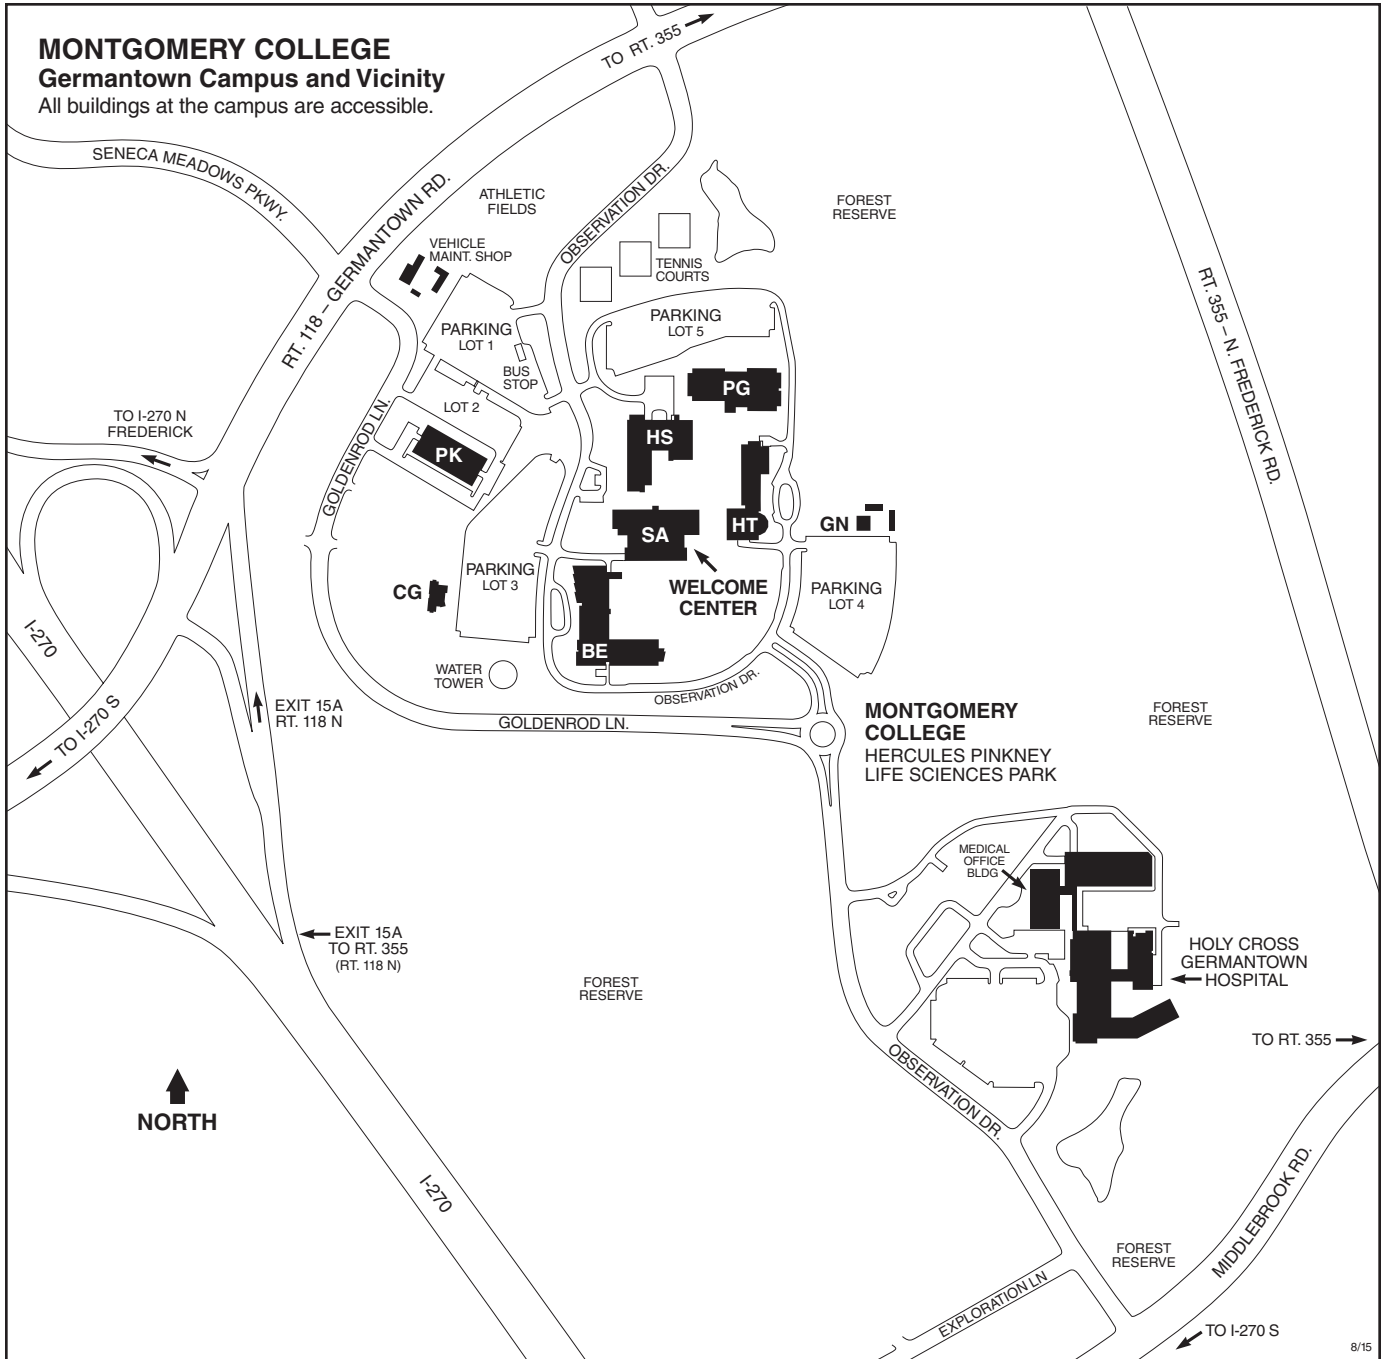 MONTGOMERY COLLEGE
Germantown Campus and Vicinity
All buildings at the campus are accessible.
TO RT. 355
SENECA MEADOWS PKWY.
RT. 118 – GERMANTOWN RD.
ATHLETIC
FIELDS
OBSERVATION DR.
FOREST
RESERVE
VEHICLE
MAINT. SHOP
TENNIS
COURTS
RT. 355 – N. FREDERICK RD.
PARKING
LOT 1
PARKING
LOT 5
BUS
STOP
PG
TO I-270 N
FREDERICK
GOLDENROD LN.
LOT 2
HS
PK
SA
HT
GN
PARKING
LOT 3
WELCOME
CENTER
PARKING
LOT 4
CG
I-270
BE
WATER
TOWER
OBSERVATION DR.
EXIT 15A
RT. 118 N
TO I-270 S
GOLDENROD LN.
MONTGOMERY
COLLEGE
HERCULES PINKNEY
LIFE SCIENCES PARK
FOREST
RESERVE
MEDICAL
OFFICE
BLDG
EXIT 15A
TO RT. 355
(RT. 118 N)
HOLY CROSS
GERMANTOWN
HOSPITAL
FOREST
RESERVE
TO RT. 355
OBSERVATION DR.
NORTH
I-270
MIDDLEBROOK RD.
FOREST
RESERVE
EXPLORATION LN
TO I-270 S
8/15